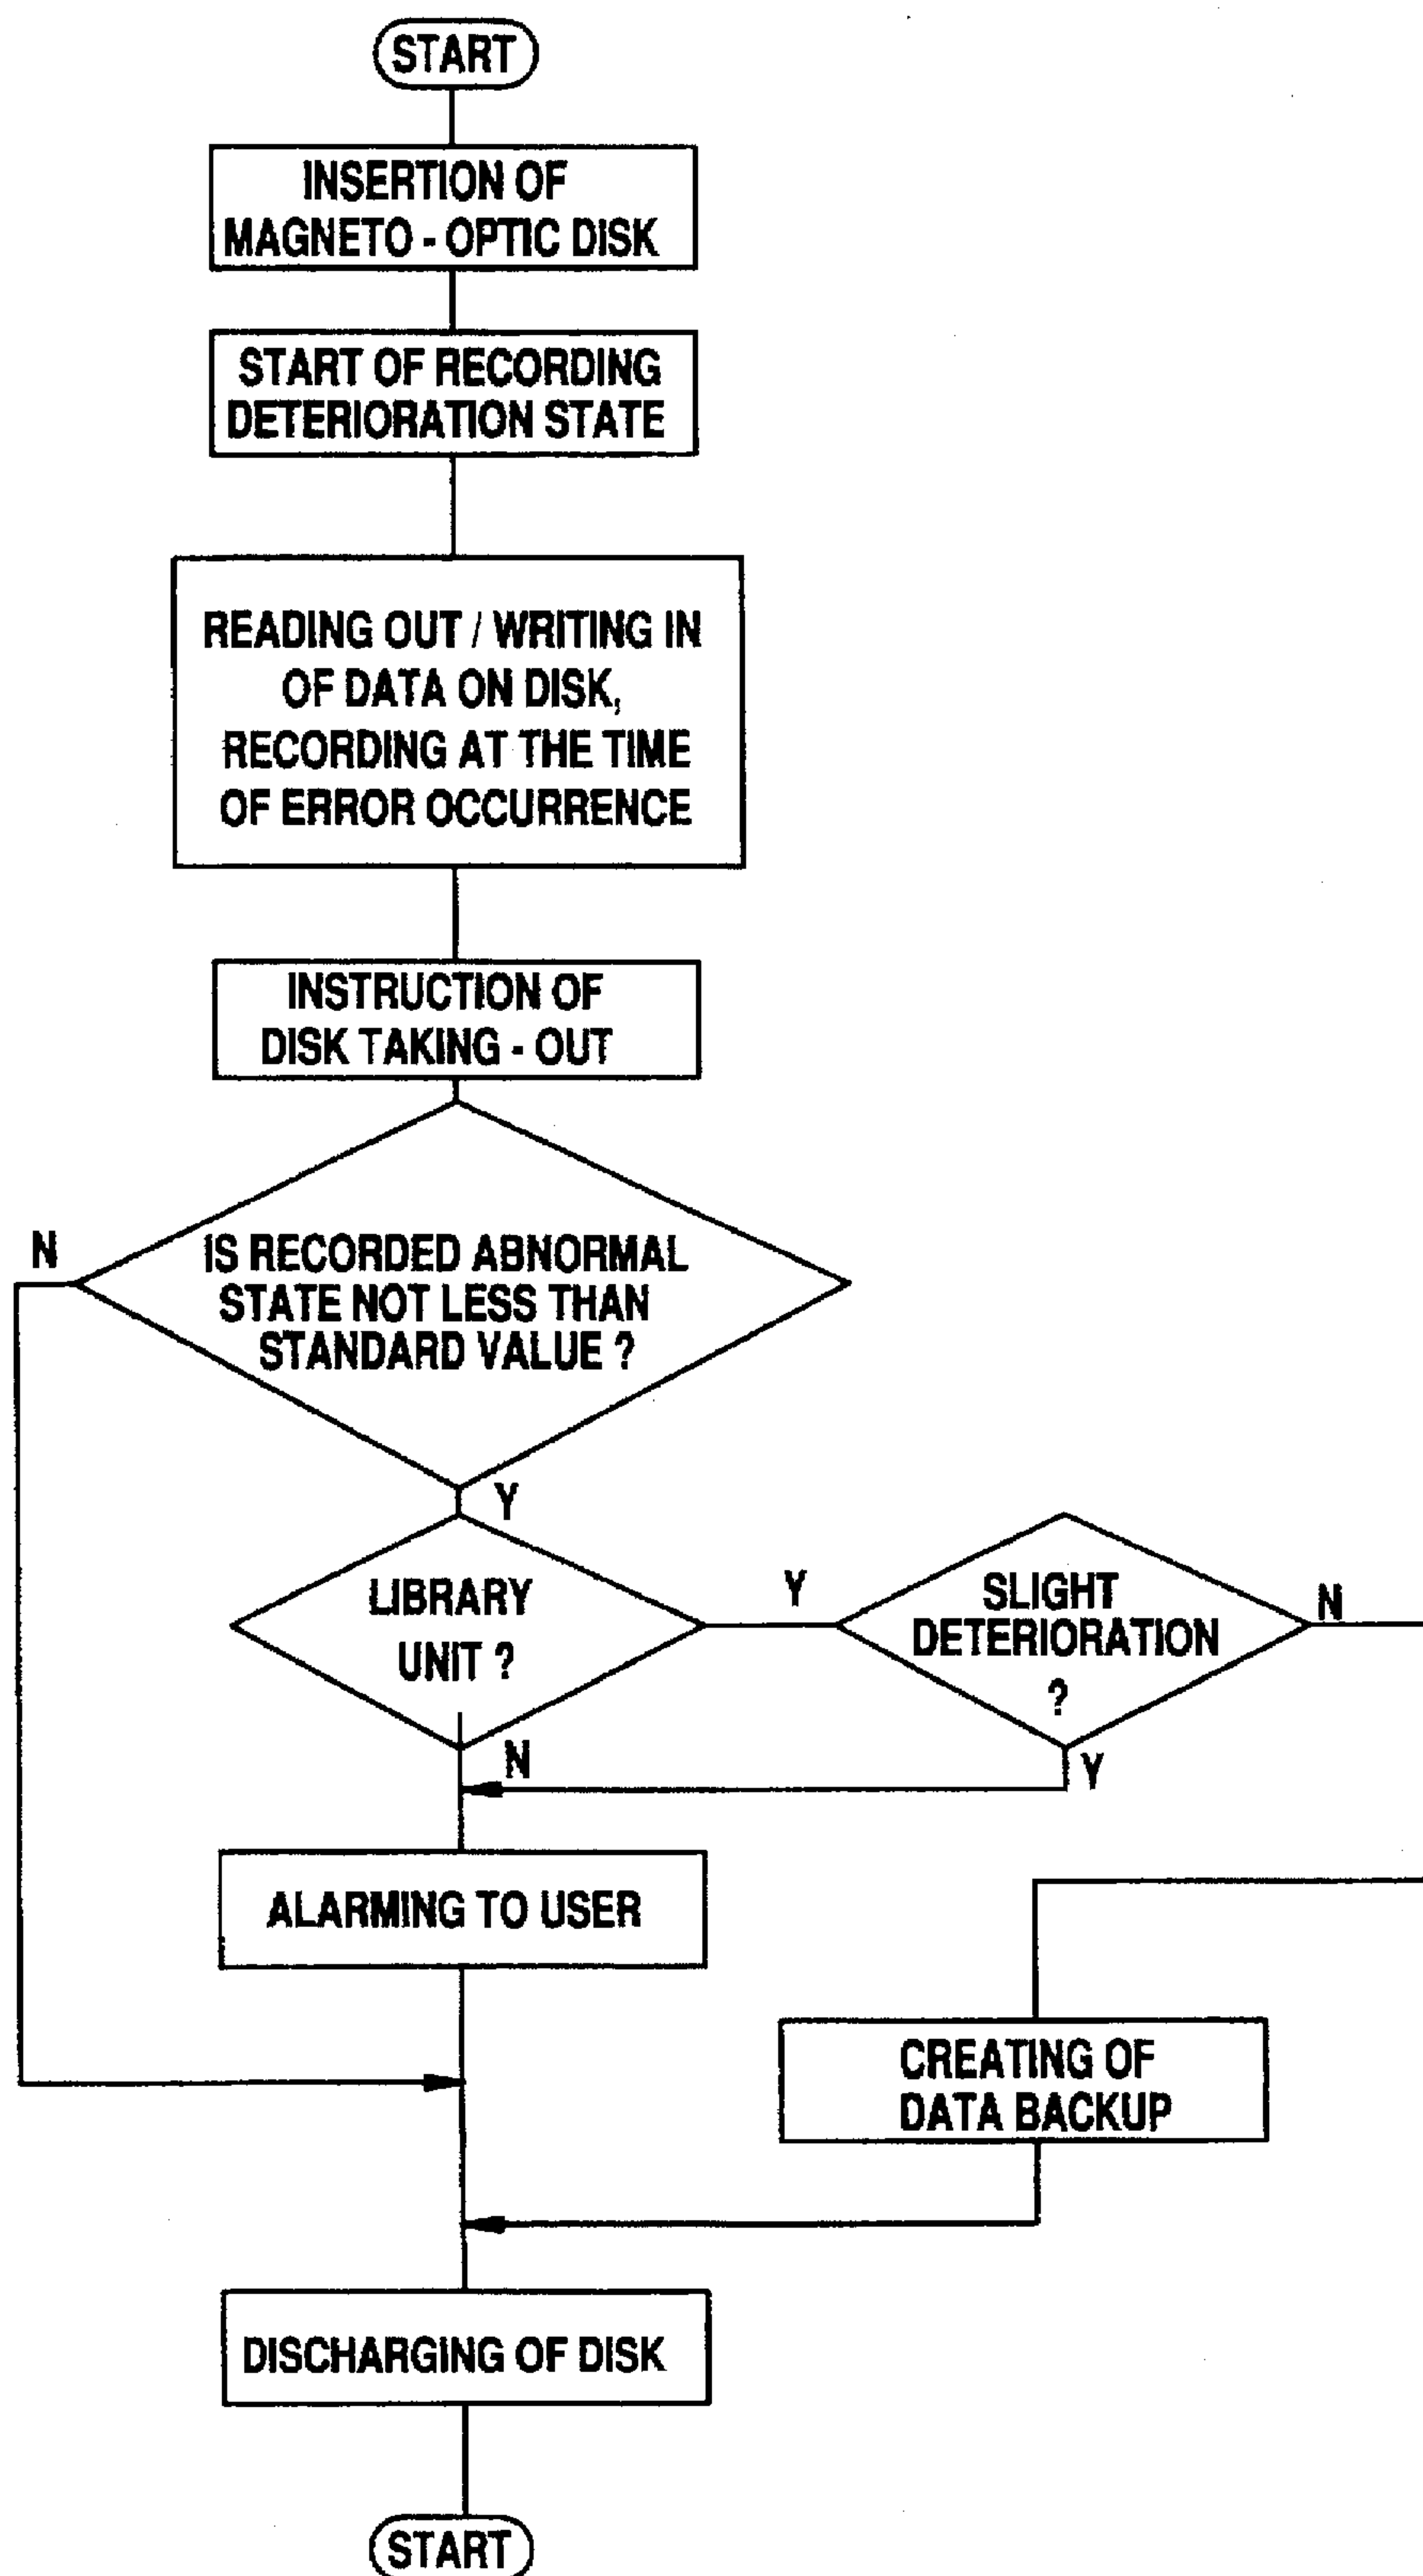 START
INSERTION OF
MAGNETO - OPTIC DISK
START OF RECORDING
DETERIORATION STATE
READING OUT / WRITING IN
OF DATA ON DISK,
RECORDING AT THE TIME
OF ERROR OCCURRENCE
INSTRUCTION OF
DISK TAKING - OUT
N
IS RECORDED ABNORMAL
STATE NOT LESS THAN
STANDARD VALUE ?
Y
LIBRARY
UNIT ?
Y
SLIGHT
DETERIORATION
?
N
N
Y
ALARMING TO USER
CREATING OF
DATA BACKUP
DISCHARGING OF DISK
START